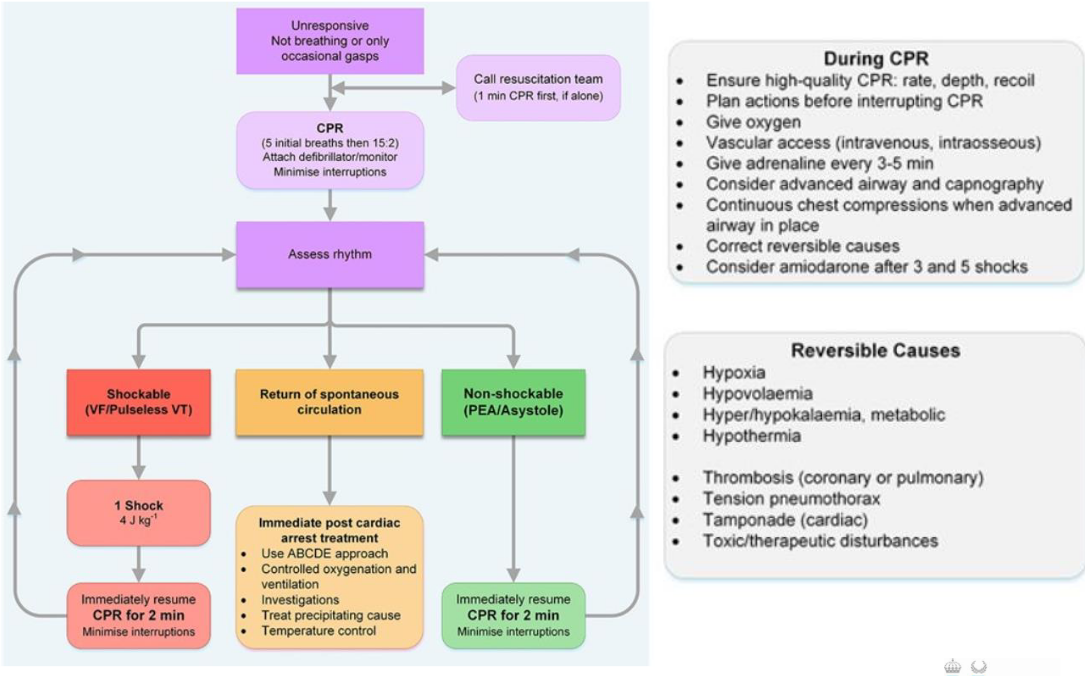 Unresponsive
Not breathing or only
occasional gasps
Call resuscitation team
(1 min CPR first, if alone)
CPR
(5 initial breaths then 15:2)
Attach defibrillator/monitor
Minimise interruptions
Assess rhythm
Shockable
(VF/Pulseless VT)
Return of spontaneous
circulation
Non-shockable
(PEA/Asystole)
1 Shock
4 J kg⁻¹
Immediately resume
CPR for 2 min
Minimise interruptions
Immediate post cardiac
arrest treatment
• Use ABCDE approach
• Controlled oxygenation and
ventilation
• Investigations
• Treat precipitating cause
• Temperature control
Immediately resume
CPR for 2 min
Minimise interruptions
During CPR
• Ensure high-quality CPR: rate, depth, recoil
• Plan actions before interrupting CPR
• Give oxygen
• Vascular access (intravenous, intraosseous)
• Give adrenaline every 3-5 min
• Consider advanced airway and capnography
• Continuous chest compressions when advanced
airway in place
• Correct reversible causes
• Consider amiodarone after 3 and 5 shocks
Reversible Causes
• Hypoxia
• Hypovolaemia
• Hyper/hypokalaemia, metabolic
• Hypothermia
• Thrombosis (coronary or pulmonary)
• Tension pneumothorax
• Tamponade (cardiac)
• Toxic/therapeutic disturbances